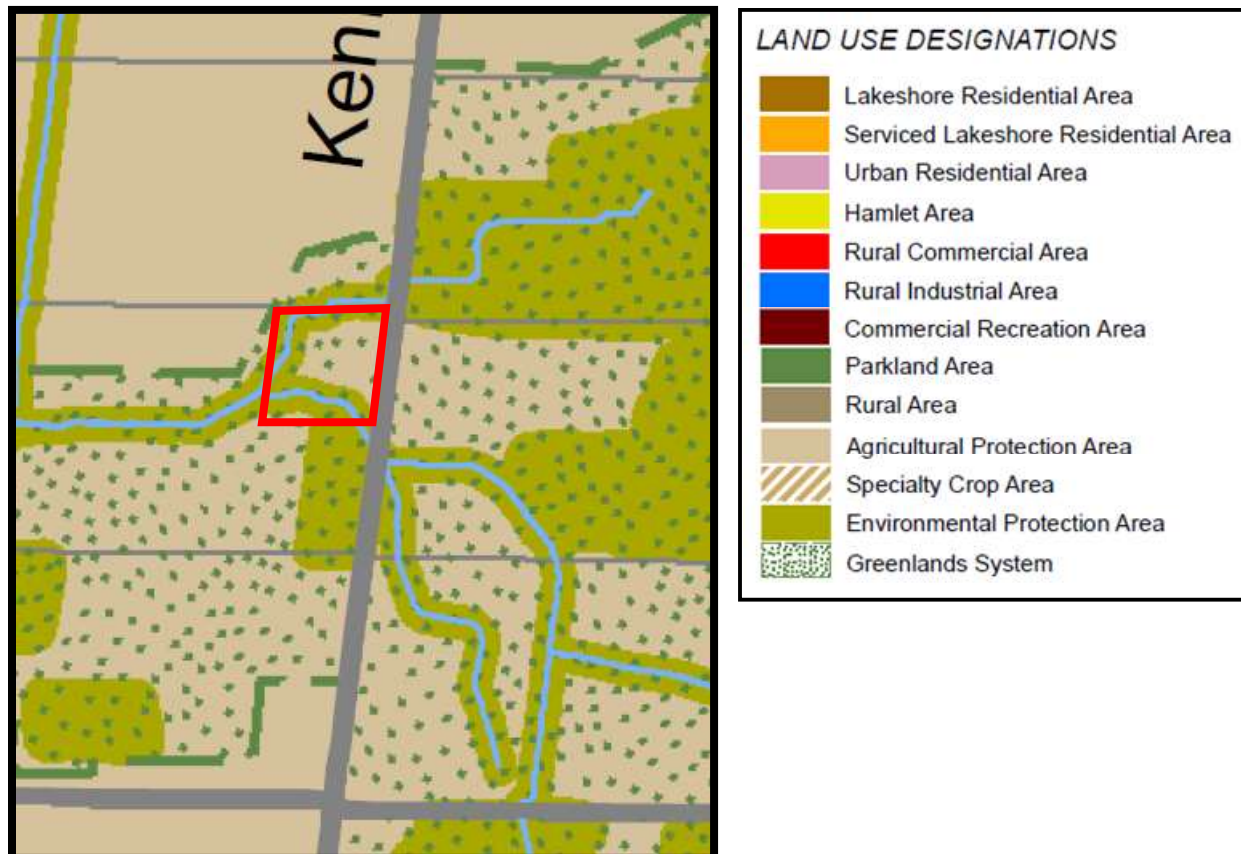 Ken
LAND USE DESIGNATIONS
Lakeshore Residential Area
Serviced Lakeshore Residential Area
Urban Residential Area
Hamlet Area
Rural Commercial Area
Rural Industrial Area
Commercial Recreation Area
Parkland Area
Rural Area
Agricultural Protection Area
Specialty Crop Area
Environmental Protection Area
Greenlands System